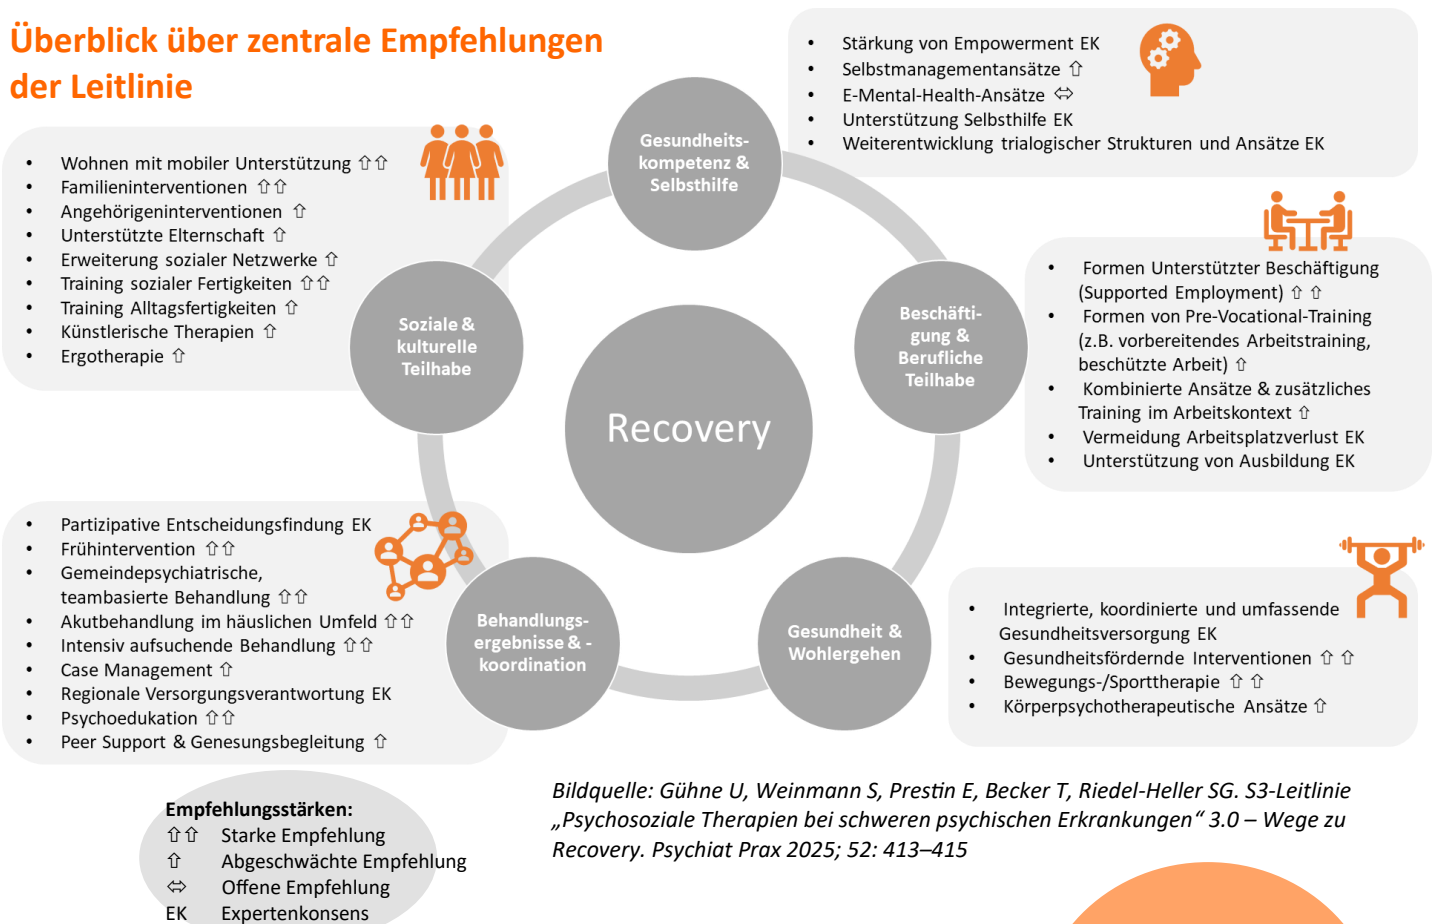 Überblick über zentrale Empfehlungen
der Leitlinie
• Stärkung von Empowerment EK
• Selbstmanagementansätze ⇧
• E-Mental-Health-Ansätze ⬄
• Unterstützung Selbsthilfe EK
• Weiterentwicklung trialogischer Strukturen und Ansätze EK
Gesundheits-
kompetenz &
Selbsthilfe
• Wohnen mit mobiler Unterstützung ⇧⇧
• Familieninterventionen ⇧⇧
• Angehörigeninterventionen ⇧
• Unterstützte Elternschaft ⇧
• Erweiterung sozialer Netzwerke ⇧
• Training sozialer Fertigkeiten ⇧⇧
• Training Alltagsfertigkeiten ⇧
• Künstlerische Therapien ⇧
• Ergotherapie ⇧
Soziale &
kulturelle
Teilhabe
Beschäfti-
gung &
Berufliche
Teilhabe
• Formen Unterstützter Beschäftigung
(Supported Employment) ⇧ ⇧
• Formen von Pre-Vocational-Training
(z.B. vorbereitendes Arbeitstraining,
beschützte Arbeit) ⇧
• Kombinierte Ansätze & zusätzliches
Training im Arbeitskontext ⇧
• Vermeidung Arbeitsplatzverlust EK
• Unterstützung von Ausbildung EK
Recovery
• Partizipative Entscheidungsfindung EK
• Frühintervention ⇧⇧
• Gemeindepsychiatrische,
teambasierte Behandlung ⇧⇧
• Akutbehandlung im häuslichen Umfeld ⇧⇧
• Intensiv aufsuchende Behandlung ⇧⇧
• Case Management ⇧
• Regionale Versorgungsverantwortung EK
• Psychoedukation ⇧⇧
• Peer Support & Genesungsbegleitung ⇧
Behandlungs-
ergebnisse & -
koordination
Gesundheit &
Wohlergehen
• Integrierte, koordinierte und umfassende
Gesundheitsversorgung EK
• Gesundheitsfördernde Interventionen ⇧ ⇧
• Bewegungs-/Sporttherapie ⇧ ⇧
• Körperpsychotherapeutische Ansätze ⇧
Empfehlungsstärken:
⇧⇧ Starke Empfehlung
⇧ Abgeschwächte Empfehlung
⬄ Offene Empfehlung
EK Expertenkonsens
Bildquelle: Gühne U, Weinmann S, Prestin E, Becker T, Riedel-Heller SG. S3-Leitlinie
„Psychosoziale Therapien bei schweren psychischen Erkrankungen“ 3.0 – Wege zu
Recovery. Psychiat Prax 2025; 52: 413–415